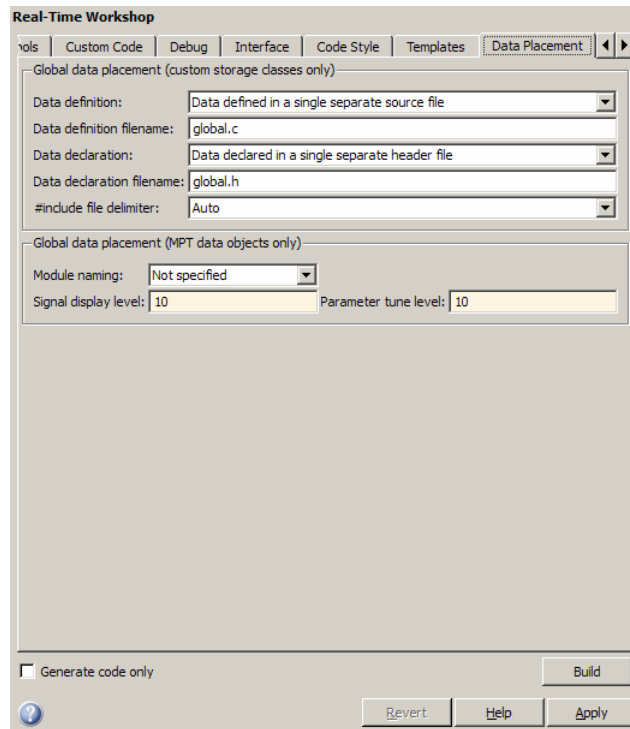 Real-Time Workshop
ools Custom Code Debug Interface Code Style Templates Data Placement
Global data placement (custom storage classes only)
Data definition: Data defined in a single separate source file
Data definition filename: global.c
Data declaration: Data declared in a single separate header file
Data declaration filename: global.h
#include file delimiter: Auto
Global data placement (MPT data objects only)
Module naming: Not specified
Signal display level: 10 Parameter tune level: 10
Generate code only Build
Revert Help Apply